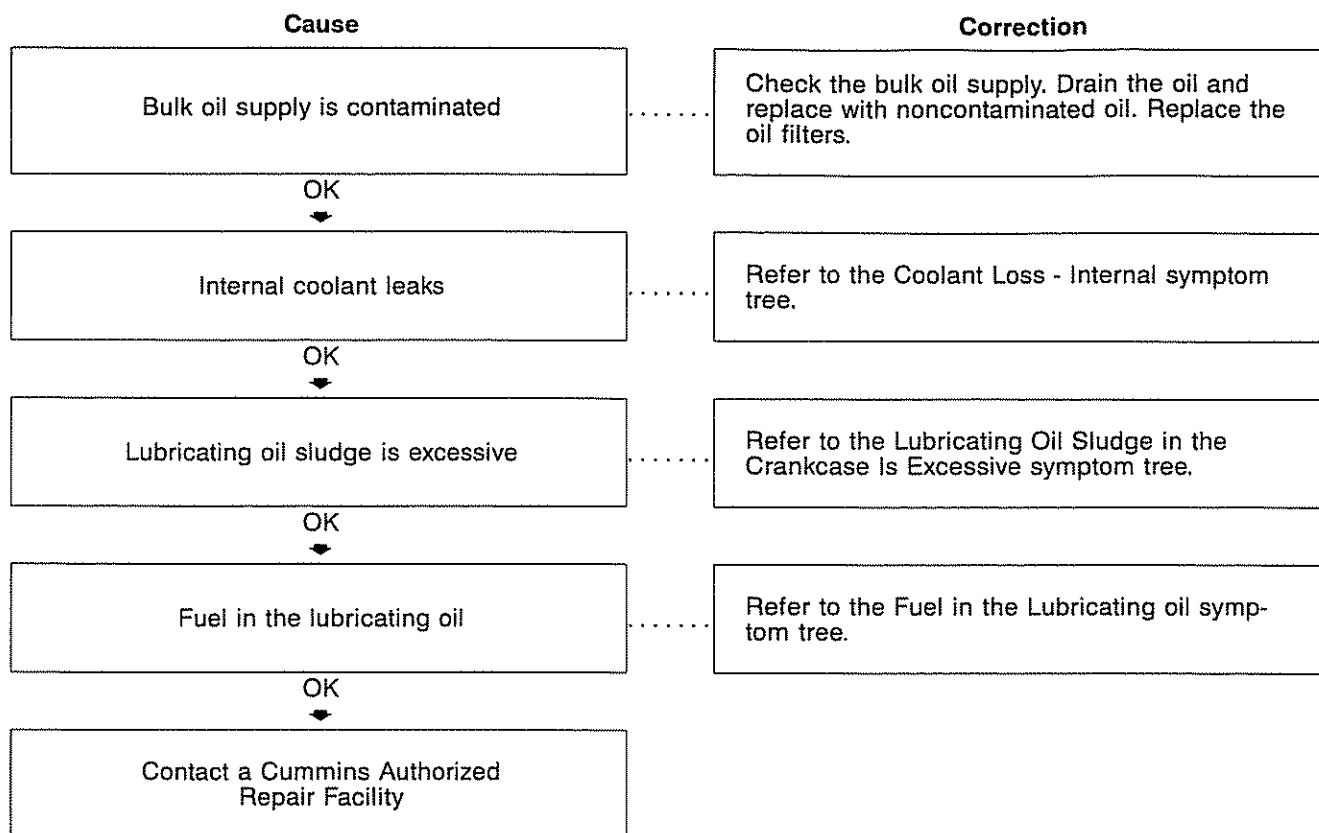 Cause
Correction
Bulk oil supply is contaminated
Check the bulk oil supply. Drain the oil and
replace with noncontaminated oil. Replace the
oil filters.
OK
Internal coolant leaks
Refer to the Coolant Loss - Internal symptom
tree.
OK
Lubricating oil sludge is excessive
Refer to the Lubricating Oil Sludge in the
Crankcase Is Excessive symptom tree.
OK
Fuel in the lubricating oil
Refer to the Fuel in the Lubricating oil symp-
tom tree.
OK
Contact a Cummins Authorized
Repair Facility